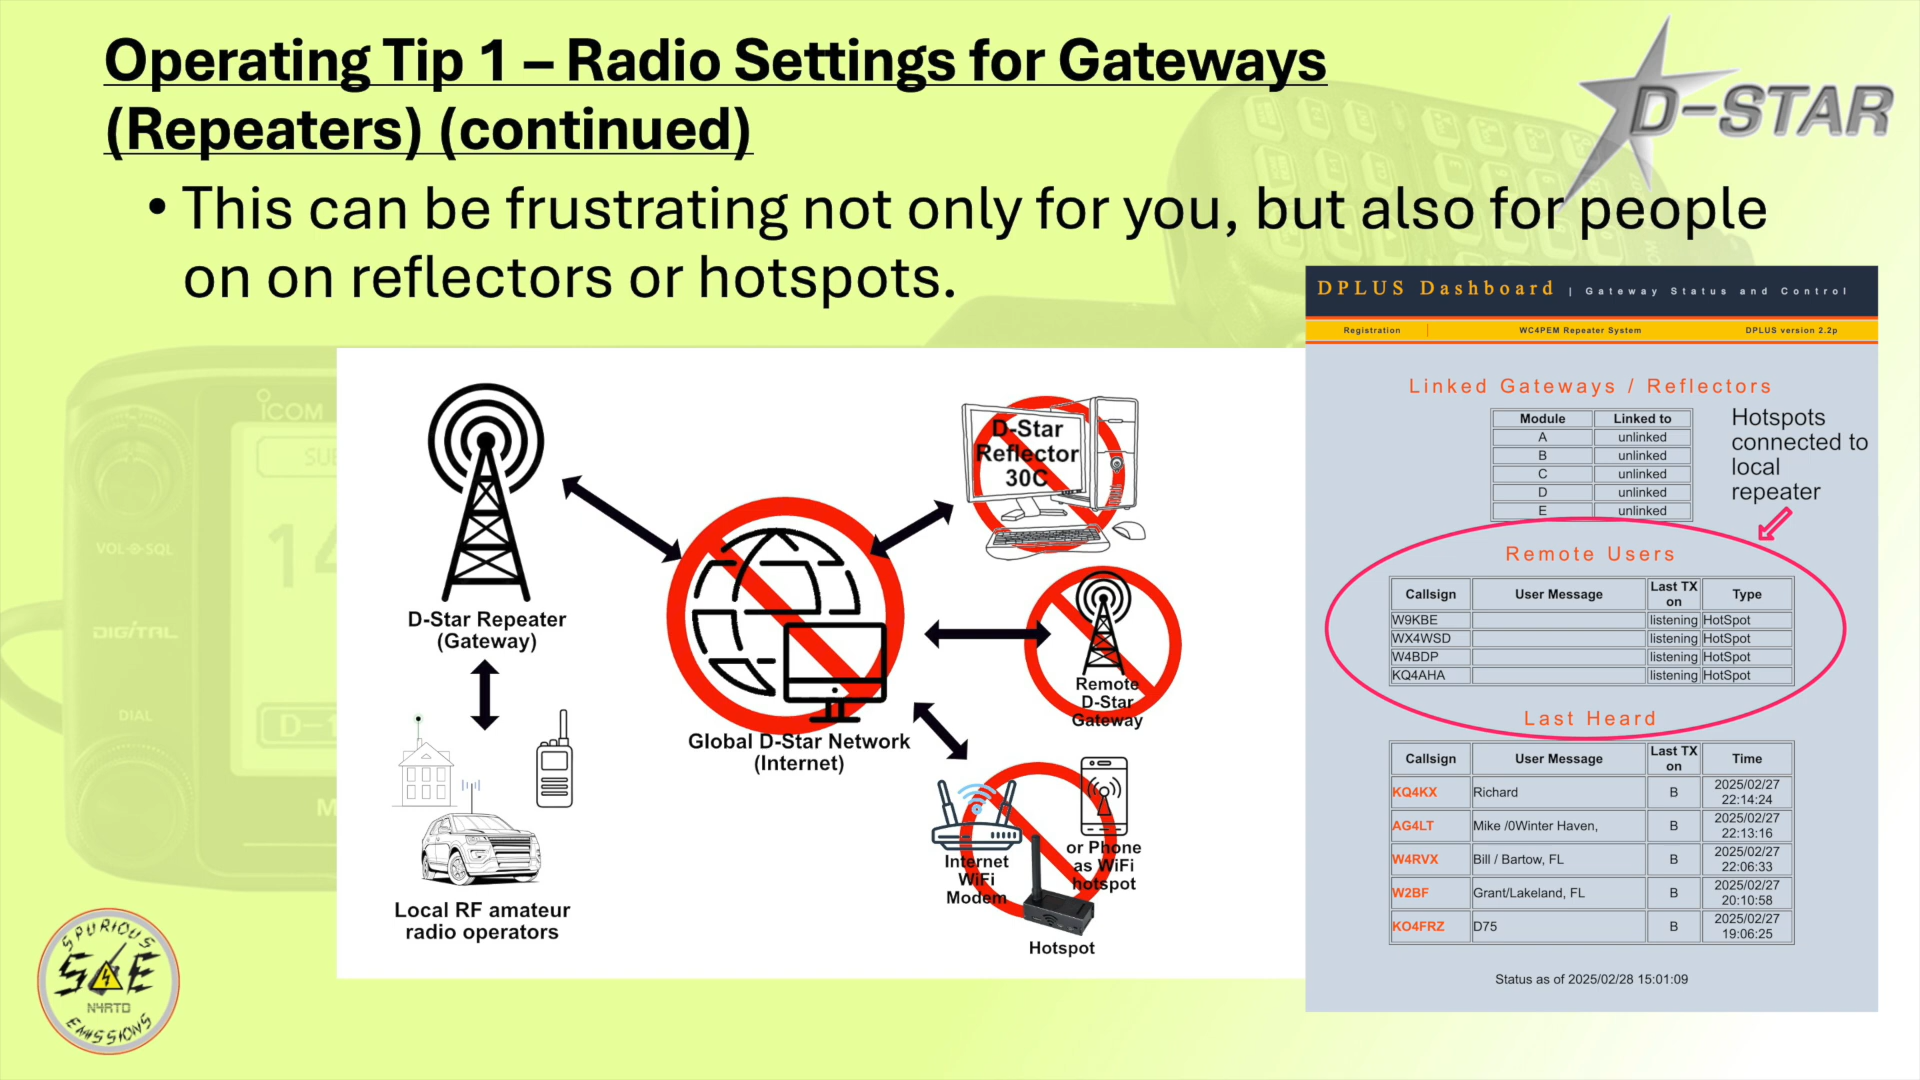 Operating Tip 1 – Radio Settings for Gateways
(Repeaters) (continued)
D-STAR
• This can be frustrating not only for you, but also for people
on on reflectors or hotspots.
D-Star Repeater
(Gateway)
Local RF amateur
radio operators
Global D-Star Network
(Internet)
D-Star
Reflector
30C
Remote
D-Star
Gateway
Internet
WiFi
Modem
or Phone
as WiFi
hotspot
Hotspot
DPLUS Dashboard | Gateway Status and Control
Registration WC4PEM Repeater System DPLUS version 2.2p
Linked Gateways / Reflectors
Module Linked to
A unlinked
B unlinked
C unlinked
D unlinked
E unlinked
Hotspots
connected to
local
repeater
Remote Users
Callsign User Message Last TX on Type
W9KBE listening HotSpot
WX4WSD listening HotSpot
W4BDP listening HotSpot
KQ4AHA listening HotSpot
Last Heard
Callsign User Message Last TX on Time
KQ4KX Richard B 2025/02/27 22:14:24
AG4LT Mike /0Winter Haven, B 2025/02/27 22:13:16
W4RVX Bill / Bartow, FL B 2025/02/27 22:06:33
W2BF Grant/Lakeland, FL B 2025/02/27 20:10:58
KO4FRZ D75 B 2025/02/27 19:06:25
Status as of 2025/02/28 15:01:09
ICOM
SU
14
VOL SQL
DIGITAL
DIAL
D-1
M
SPURIOUS
S E
N4RTD
EMISSIONS